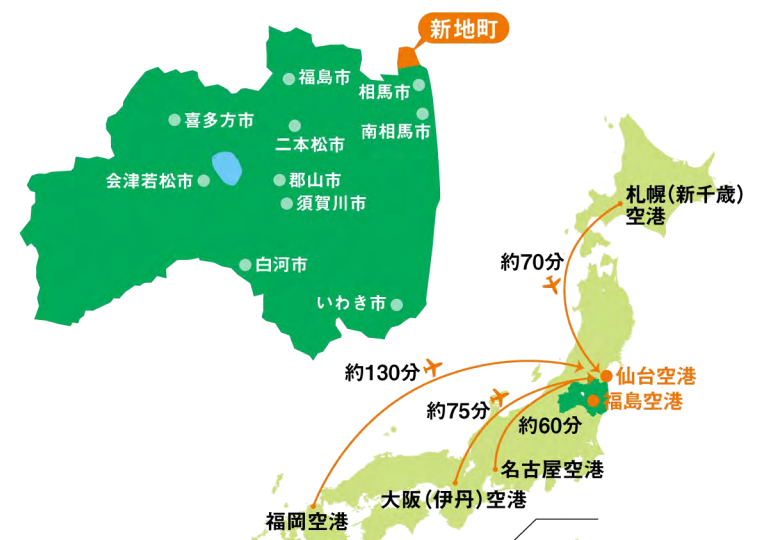 新地町
福島市
相馬市
喜多方市
南相馬市
二本松市
会津若松市
郡山市
須賀川市
白河市
いわき市
札幌（新千歳）
空港
約70分
約130分
仙台空港
約75分
福島空港
約60分
名古屋空港
大阪（伊丹）空港
福岡空港